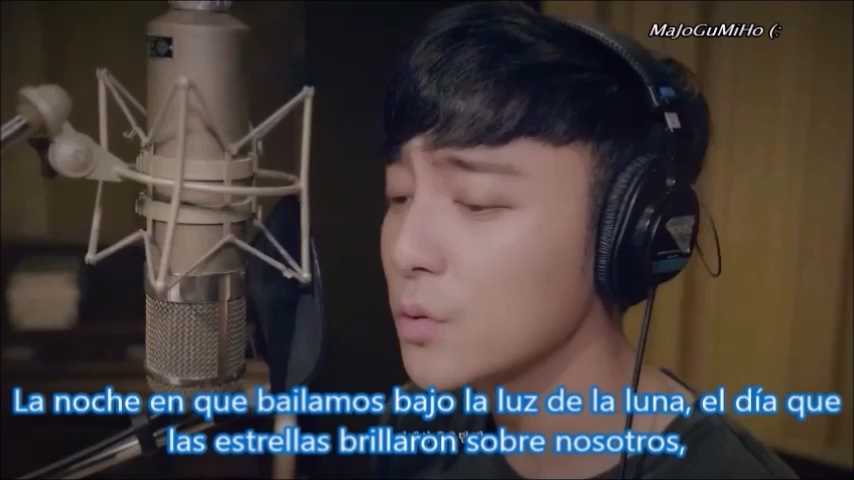 MaJoGuMiHo (:
La noche en que bailamos bajo la luz de la luna, el día que
las estrellas brillaron sobre nosotros,